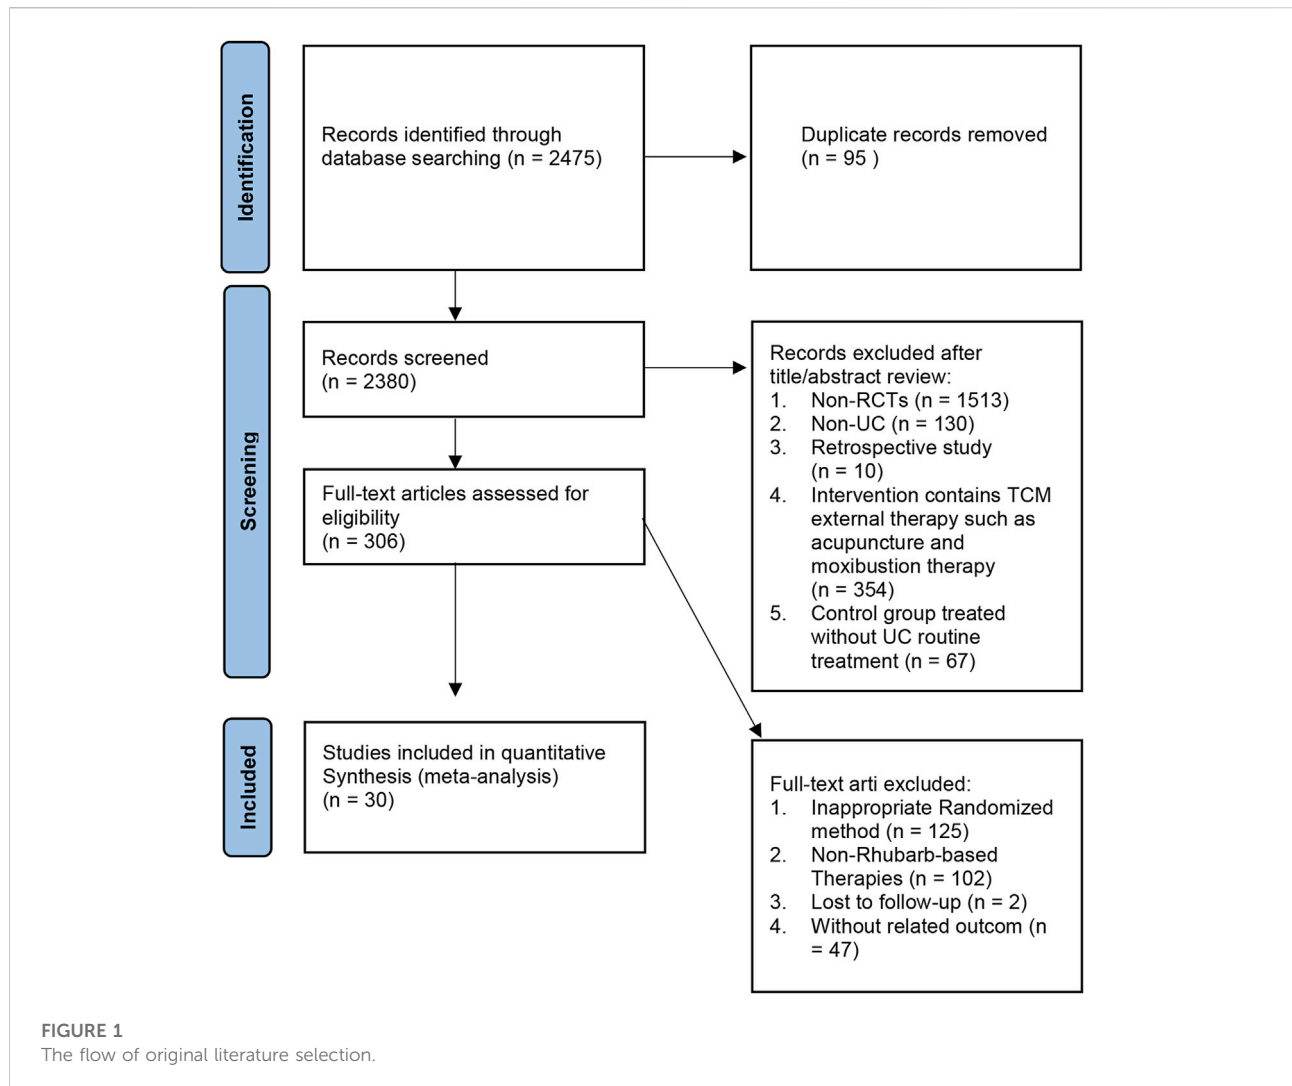 Identification
Records identified through
database searching (n = 2475)
Duplicate records removed
(n = 95 )
Screening
Records screened
(n = 2380)
Records excluded after
title/abstract review:
1. Non-RCTs (n = 1513)
2. Non-UC (n = 130)
3. Retrospective study
(n = 10)
4. Intervention contains TCM
external therapy such as
acupuncture and
moxibustion therapy
(n = 354)
5. Control group treated
without UC routine
treatment (n = 67)
Full-text articles assessed for
eligibility
(n = 306)
Included
Studies included in quantitative
Synthesis (meta-analysis)
(n = 30)
Full-text arti excluded:
1. Inappropriate Randomized
method (n = 125)
2. Non-Rhubarb-based
Therapies (n = 102)
3. Lost to follow-up (n = 2)
4. Without related outcom (n
= 47)
FIGURE 1
The flow of original literature selection.